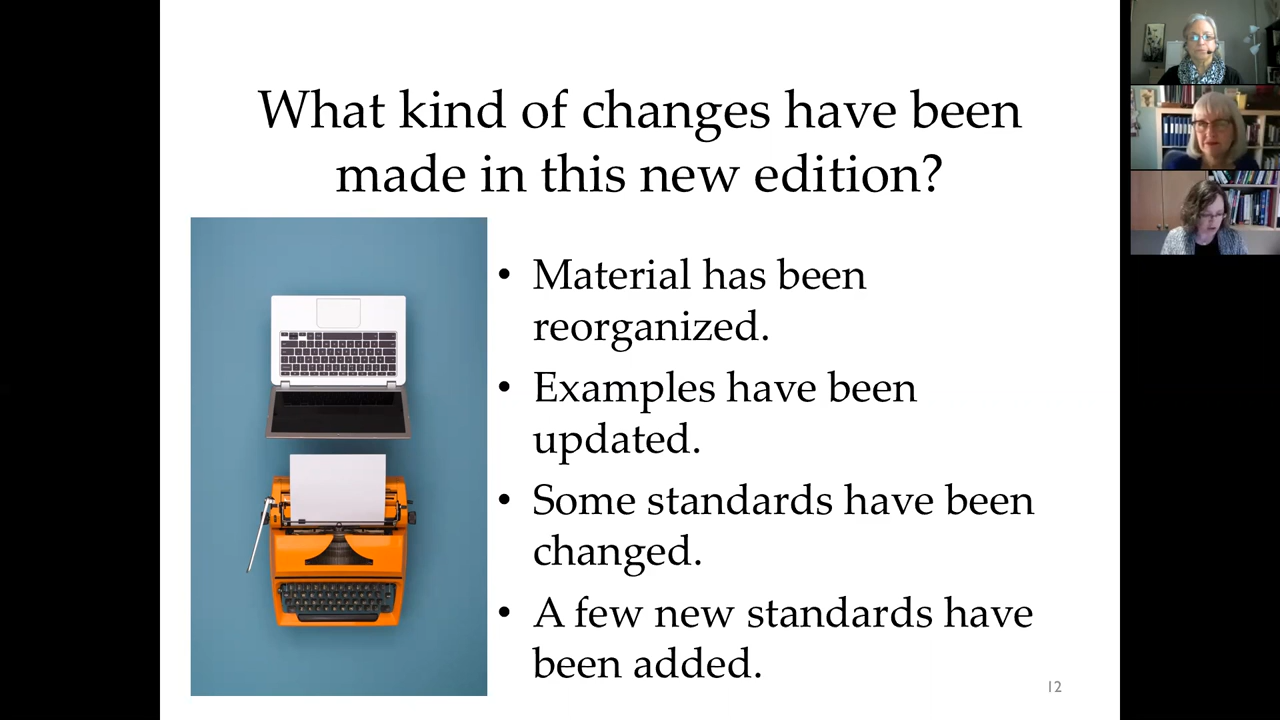 What kind of changes have been
made in this new edition?
• Material has been
reorganized.
• Examples have been
updated.
• Some standards have been
changed.
• A few new standards have
been added.
12